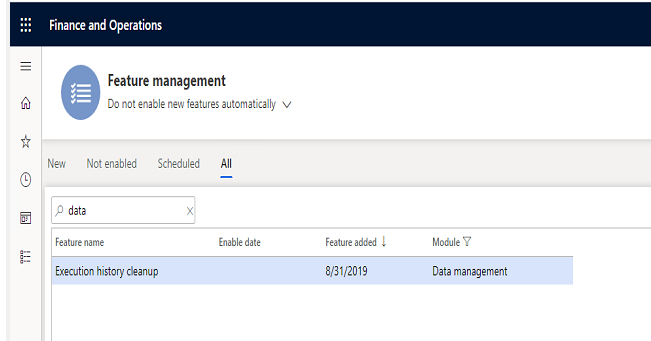 Finance and Operations
Feature management
Do not enable new features automatically
New Not enabled Scheduled All
data
Feature name Enable date Feature added ↓ Module
Execution history cleanup 8/31/2019 Data management